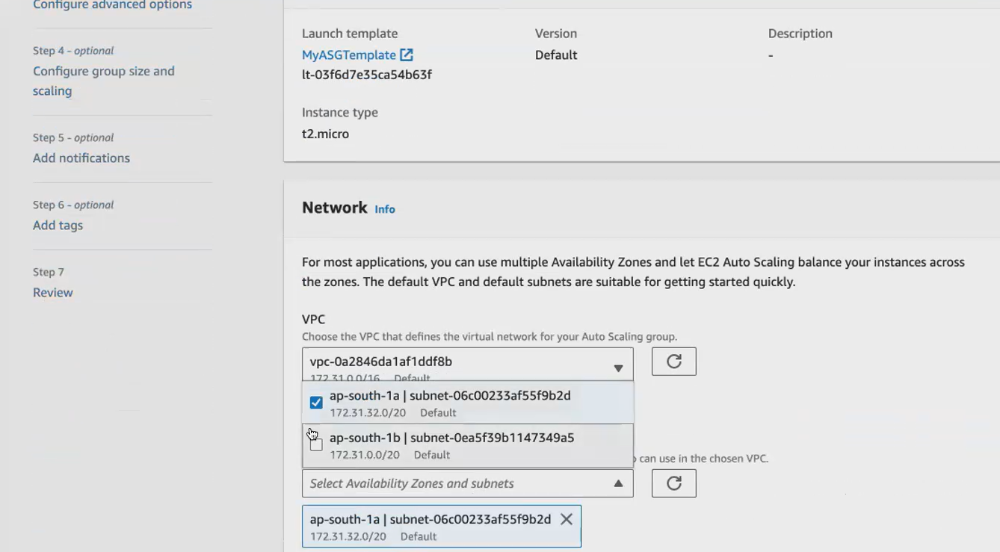 Configure advanced options
Step 4 - optional
Configure group size and
scaling
Step 5 - optional
Add notifications
Step 6 - optional
Add tags
Step 7
Review
Launch template
MyASGTemplate
lt-03f6d7e35ca54b63f
Version
Default
Description
-
Instance type
t2.micro
Network Info
For most applications, you can use multiple Availability Zones and let EC2 Auto Scaling balance your instances across
the zones. The default VPC and default subnets are suitable for getting started quickly.
VPC
Choose the VPC that defines the virtual network for your Auto Scaling group.
vpc-0a2846da1af1ddf8b
172.31.0.0/16 Default
ap-south-1a | subnet-06c00233af55f9b2d
172.31.32.0/20 Default
ap-south-1b | subnet-0ea5f39b1147349a5
172.31.0.0/20 Default
can use in the chosen VPC.
Select Availability Zones and subnets
ap-south-1a | subnet-06c00233af55f9b2d
172.31.32.0/20 Default